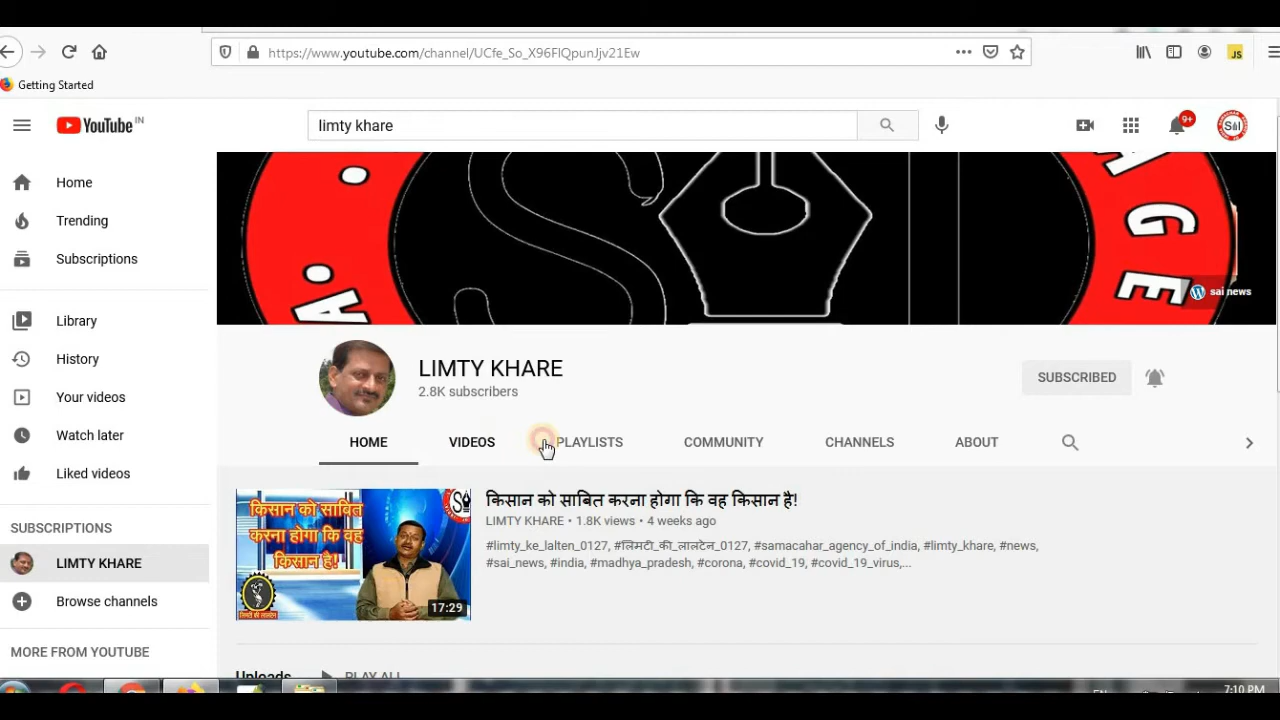 https://www.youtube.com/channel/UCfe_So_X96FlQpunJjv21Ew
JS
Getting Started
YouTube IN
limty khare
9+
Home
Trending
Subscriptions
Library
History
Your videos
Watch later
Liked videos
SUBSCRIPTIONS
LIMTY KHARE
Browse channels
MORE FROM YOUTUBE
A G E
sai news
LIMTY KHARE
2.8K subscribers
SUBSCRIBED
HOME VIDEOS PLAYLISTS COMMUNITY CHANNELS ABOUT
किसान को साबित
करना होगा कि वह
किसान है!
17:29
किसान को साबित करना होगा कि वह किसान है!
LIMTY KHARE • 1.8K views • 4 weeks ago
#limty_ke_lalten_0127, #लिमटी_की_लालटेन_0127, #samacahar_agency_of_india, #limty_khare, #news,
#sai_news, #india, #madhya_pradesh, #corona, #covid_19, #covid_19_virus,...
Uploads PLAY ALL
7:10 PM